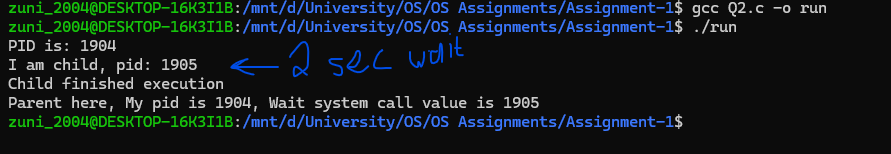 zuni_2004@DESKTOP-16K3I1B:/mnt/d/University/OS/OS Assignments/Assignment-1$ gcc Q2.c -o run
zuni_2004@DESKTOP-16K3I1B:/mnt/d/University/OS/OS Assignments/Assignment-1$ ./run
PID is: 1904
I am child, pid: 1905 2 sec wait
Child finished execution
Parent here, My pid is 1904, Wait system call value is 1905
zuni_2004@DESKTOP-16K3I1B:/mnt/d/University/OS/OS Assignments/Assignment-1$